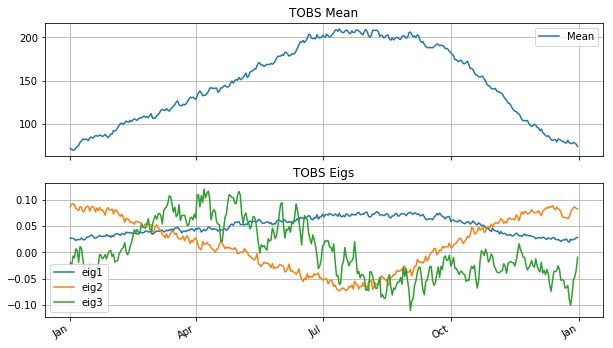 TOBS Mean
200
150
100
Mean
TOBS Eigs
0.10
0.05
0.00
−0.05
−0.10
eig1
eig2
eig3
Jan
Apr
Jul
Oct
Jan